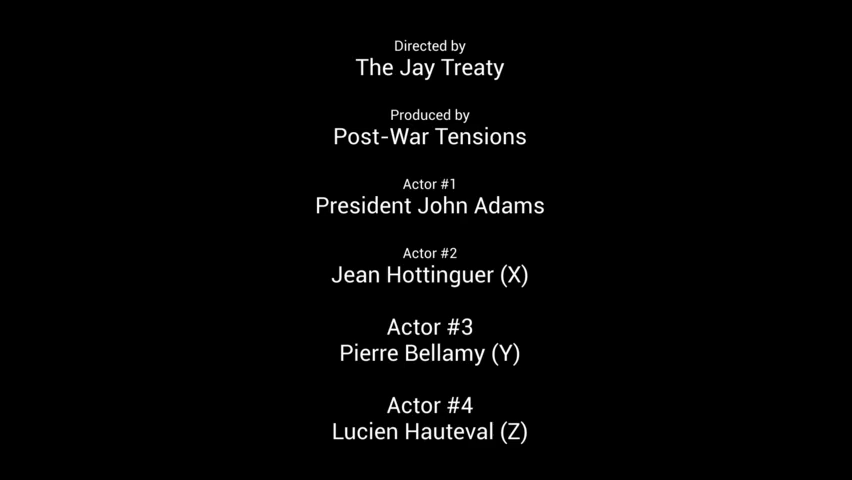 Directed by
The Jay Treaty
Produced by
Post-War Tensions
Actor #1
President John Adams
Actor #2
Jean Hottinguer (X)
Actor #3
Pierre Bellamy (Y)
Actor #4
Lucien Hauteval (Z)